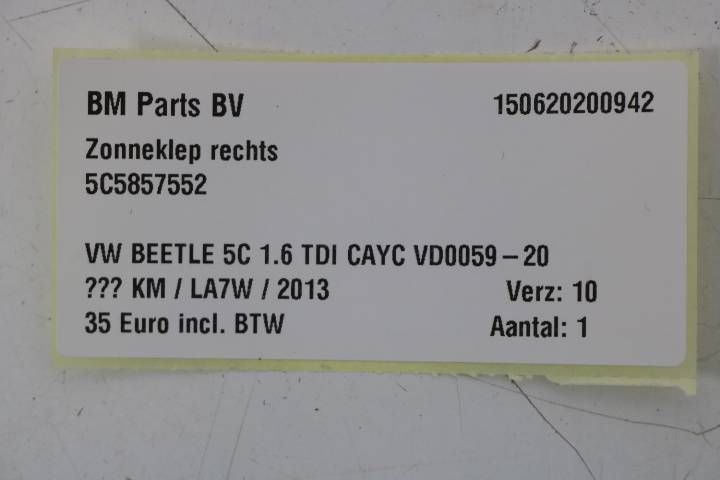 BM Parts BV 150620200942
Zonneklep rechts
5C5857552
VW BEETLE 5C 1.6 TDI CAYC VD0059 – 20
??? KM / LA7W / 2013 Verz: 10
35 Euro incl. BTW Aantal: 1